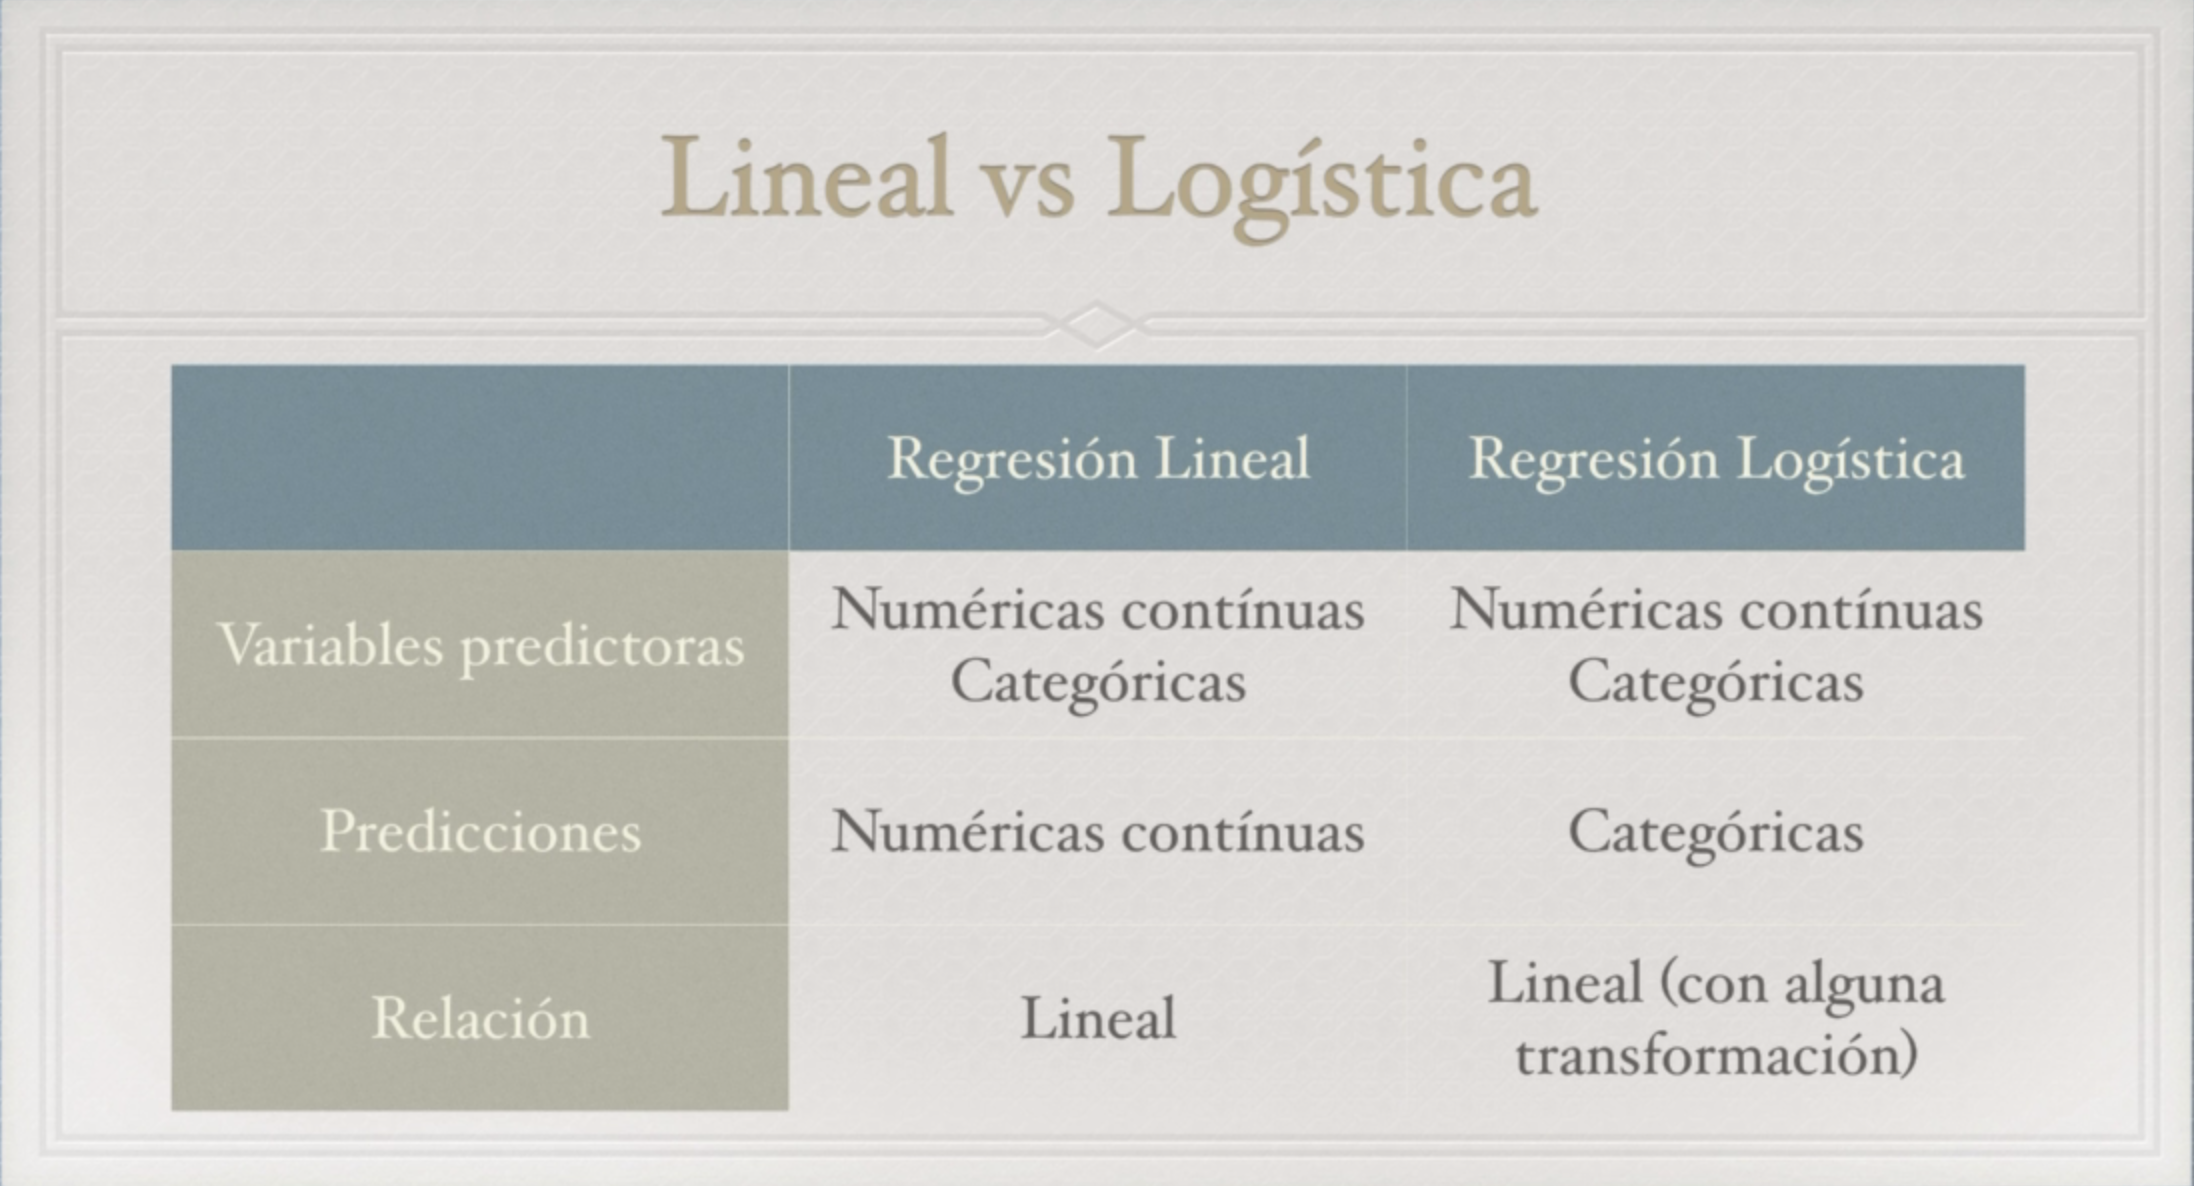 Lineal vs Logística
Regresión Lineal
Regresión Logística
Variables predictoras
Numéricas contínuas
Categóricas
Numéricas contínuas
Categóricas
Predicciones
Numéricas contínuas
Categóricas
Relación
Lineal
Lineal (con alguna
transformación)